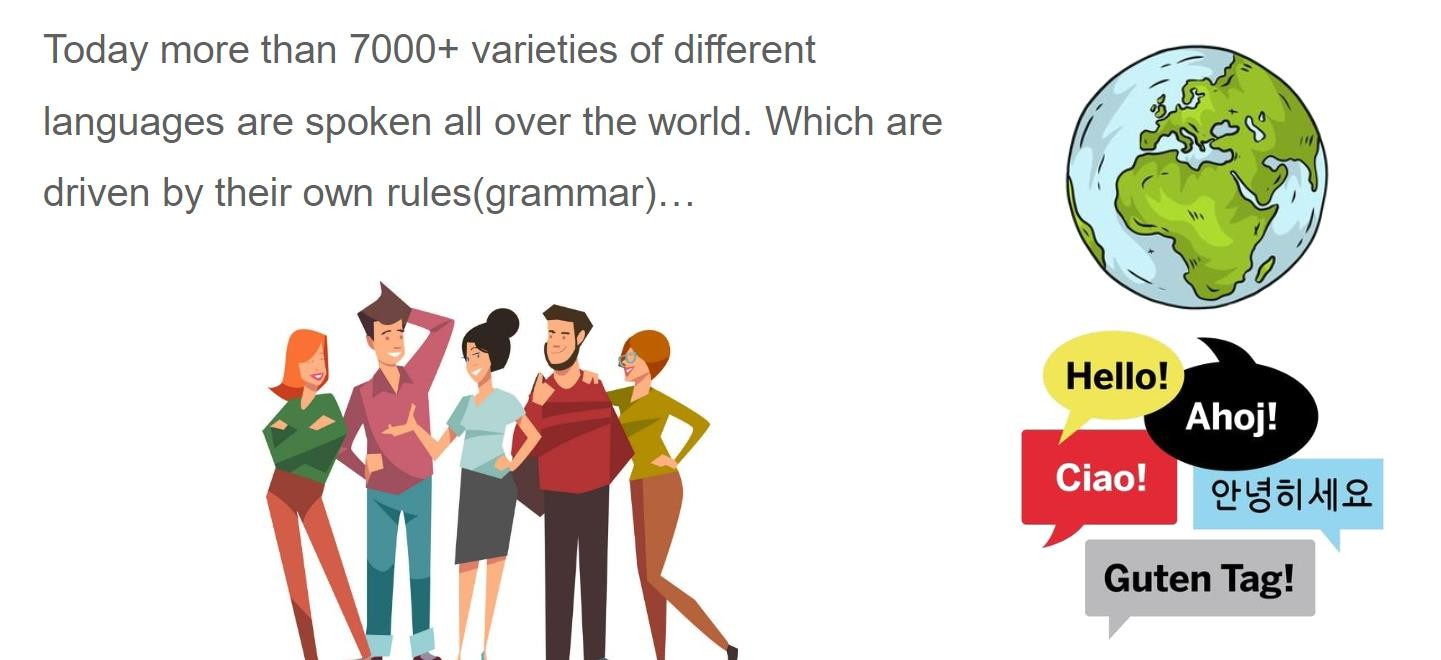 Today more than 7000+ varieties of different
languages are spoken all over the world. Which are
driven by their own rules(grammar)…
Hello!
Ahoj!
Ciao!
안녕히세요
Guten Tag!